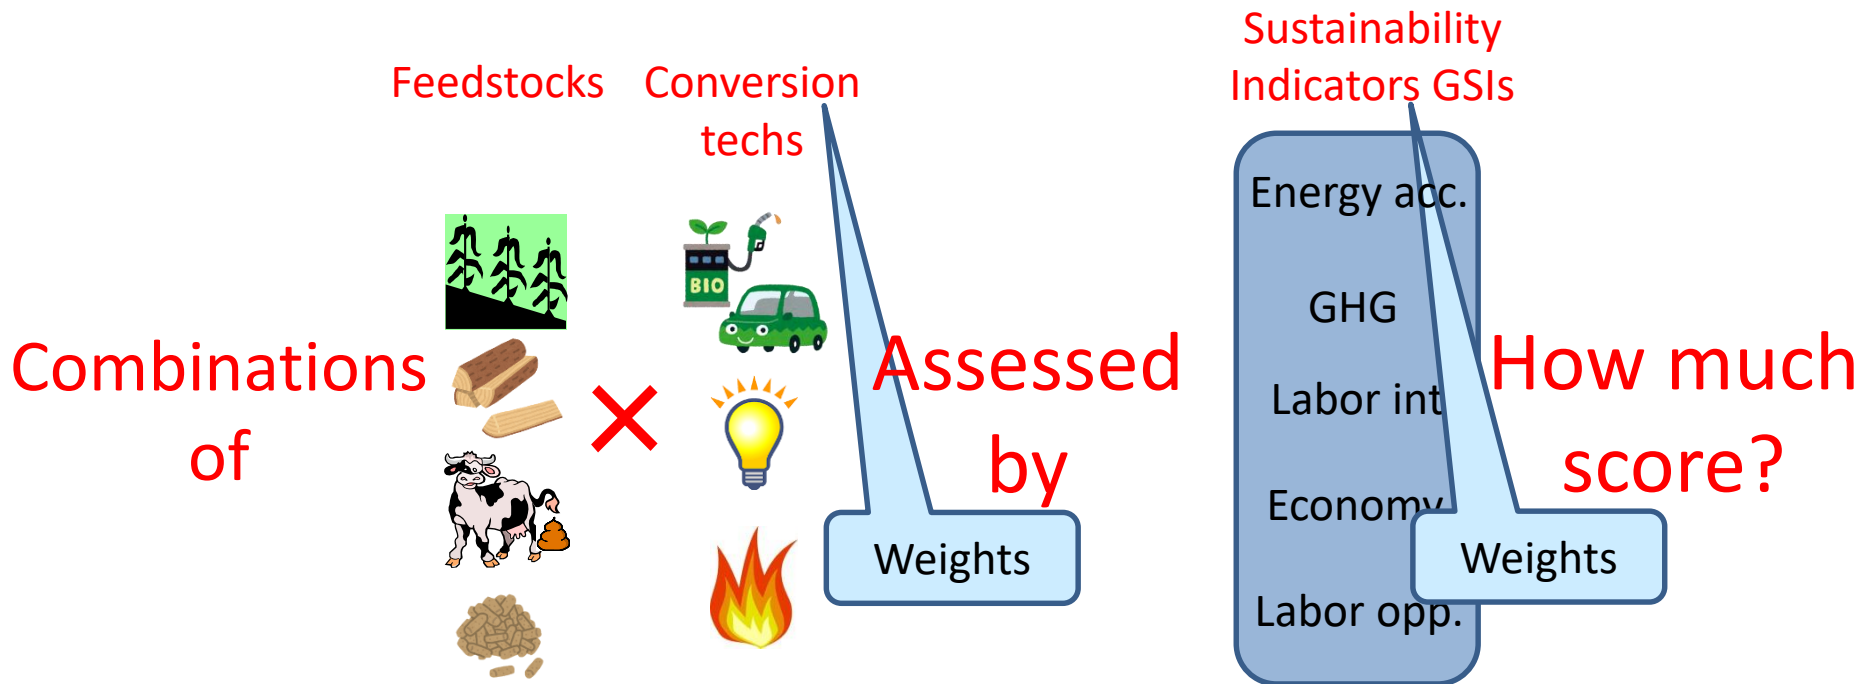 Combinations
of
Feedstocks
Conversion
techs
BIO
Assessed
by
Weights
Sustainability
Indicators GSIs
Energy acc.
GHG
Labor int
Economy
Labor opp.
Weights
How much
score?